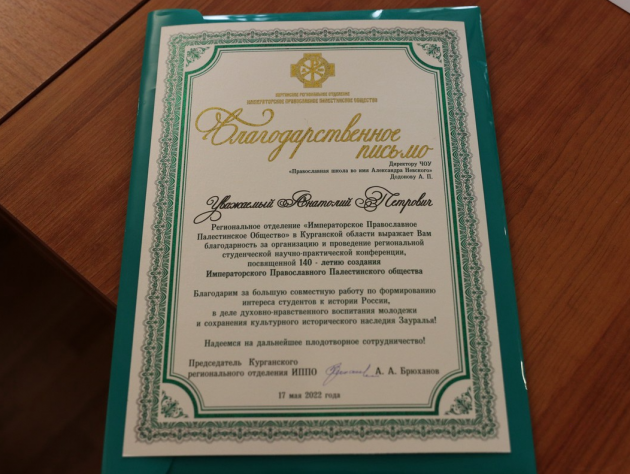 КУРГАНСКОЕ РЕГИОНАЛЬНОЕ ОТДЕЛЕНИЕ
ИМПЕРАТОРСКОЕ ПРАВОСЛАВНОЕ ПАЛЕСТИНСКОЕ ОБЩЕСТВО
Благодарственное
письмо
Директору ЧОУ
«Православная школа во имя Александра Невского»
Додонову А. П.
Уважаемый Анатолий Петрович
Региональное отделение «Императорское Православное
Палестинское Общество» в Курганской области выражает Вам
благодарность за организацию и проведение региональной
студенческой научно-практической конференции,
посвященной 140 - летию создания
Императорского Православного Палестинского общества
Благодарим за большую совместную работу по формированию
интереса студентов к истории России,
в деле духовно-нравственного воспитания молодежи
и сохранения культурного исторического наследия Зауралья!
Надеемся на дальнейшее плодотворное сотрудничество!
Председатель Курганского
регионального отделения ИППО А. А. Брюханов
17 мая 2022 года